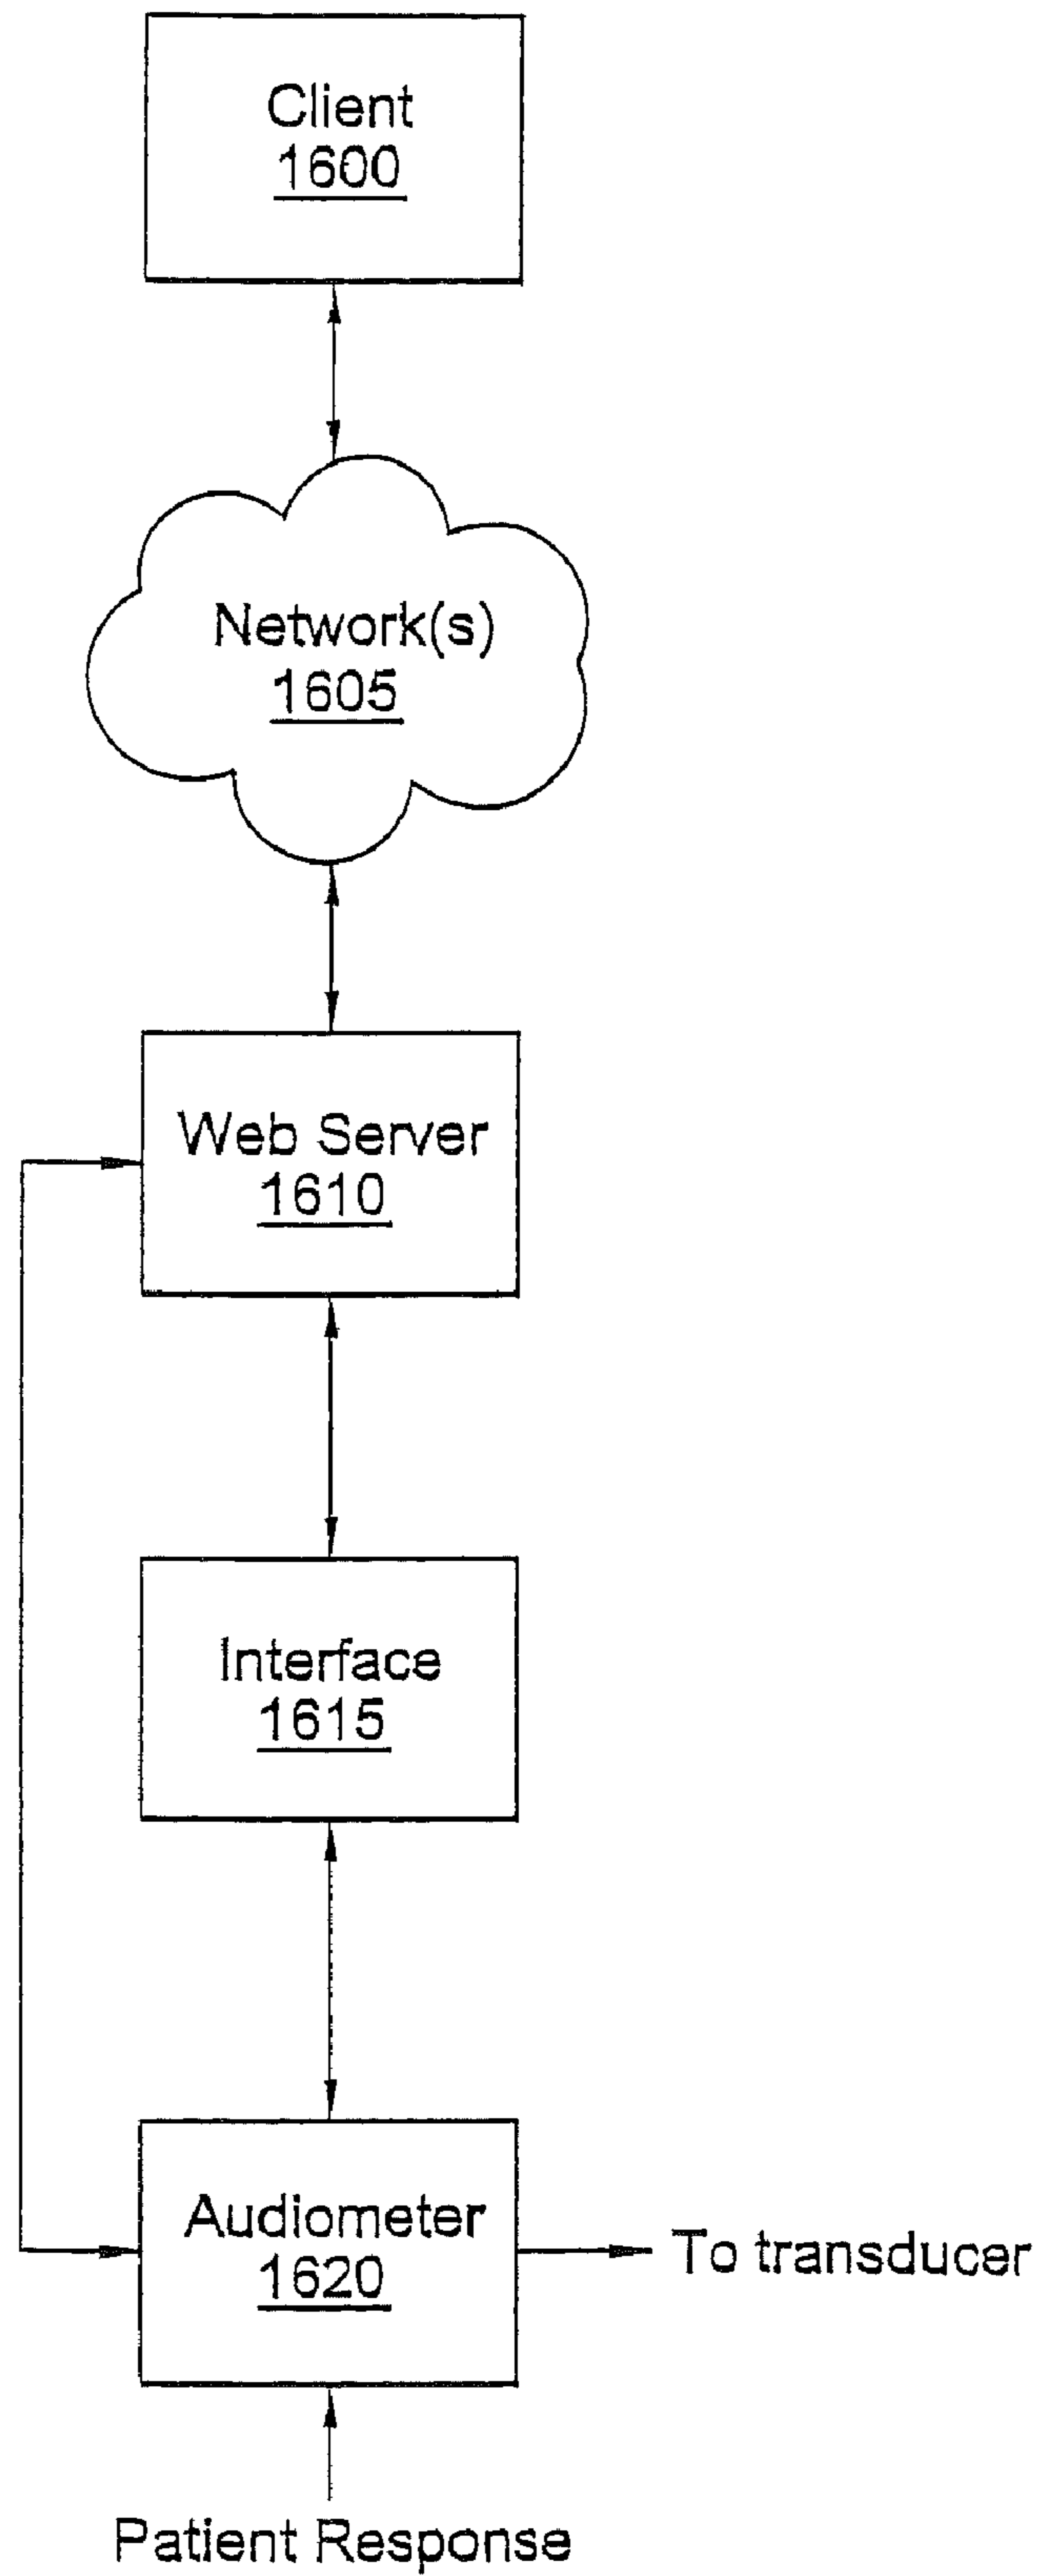 Client
1600
Network(s)
1605
Web Server
1610
Interface
1615
Audiometer
1620
To transducer
Patient Response